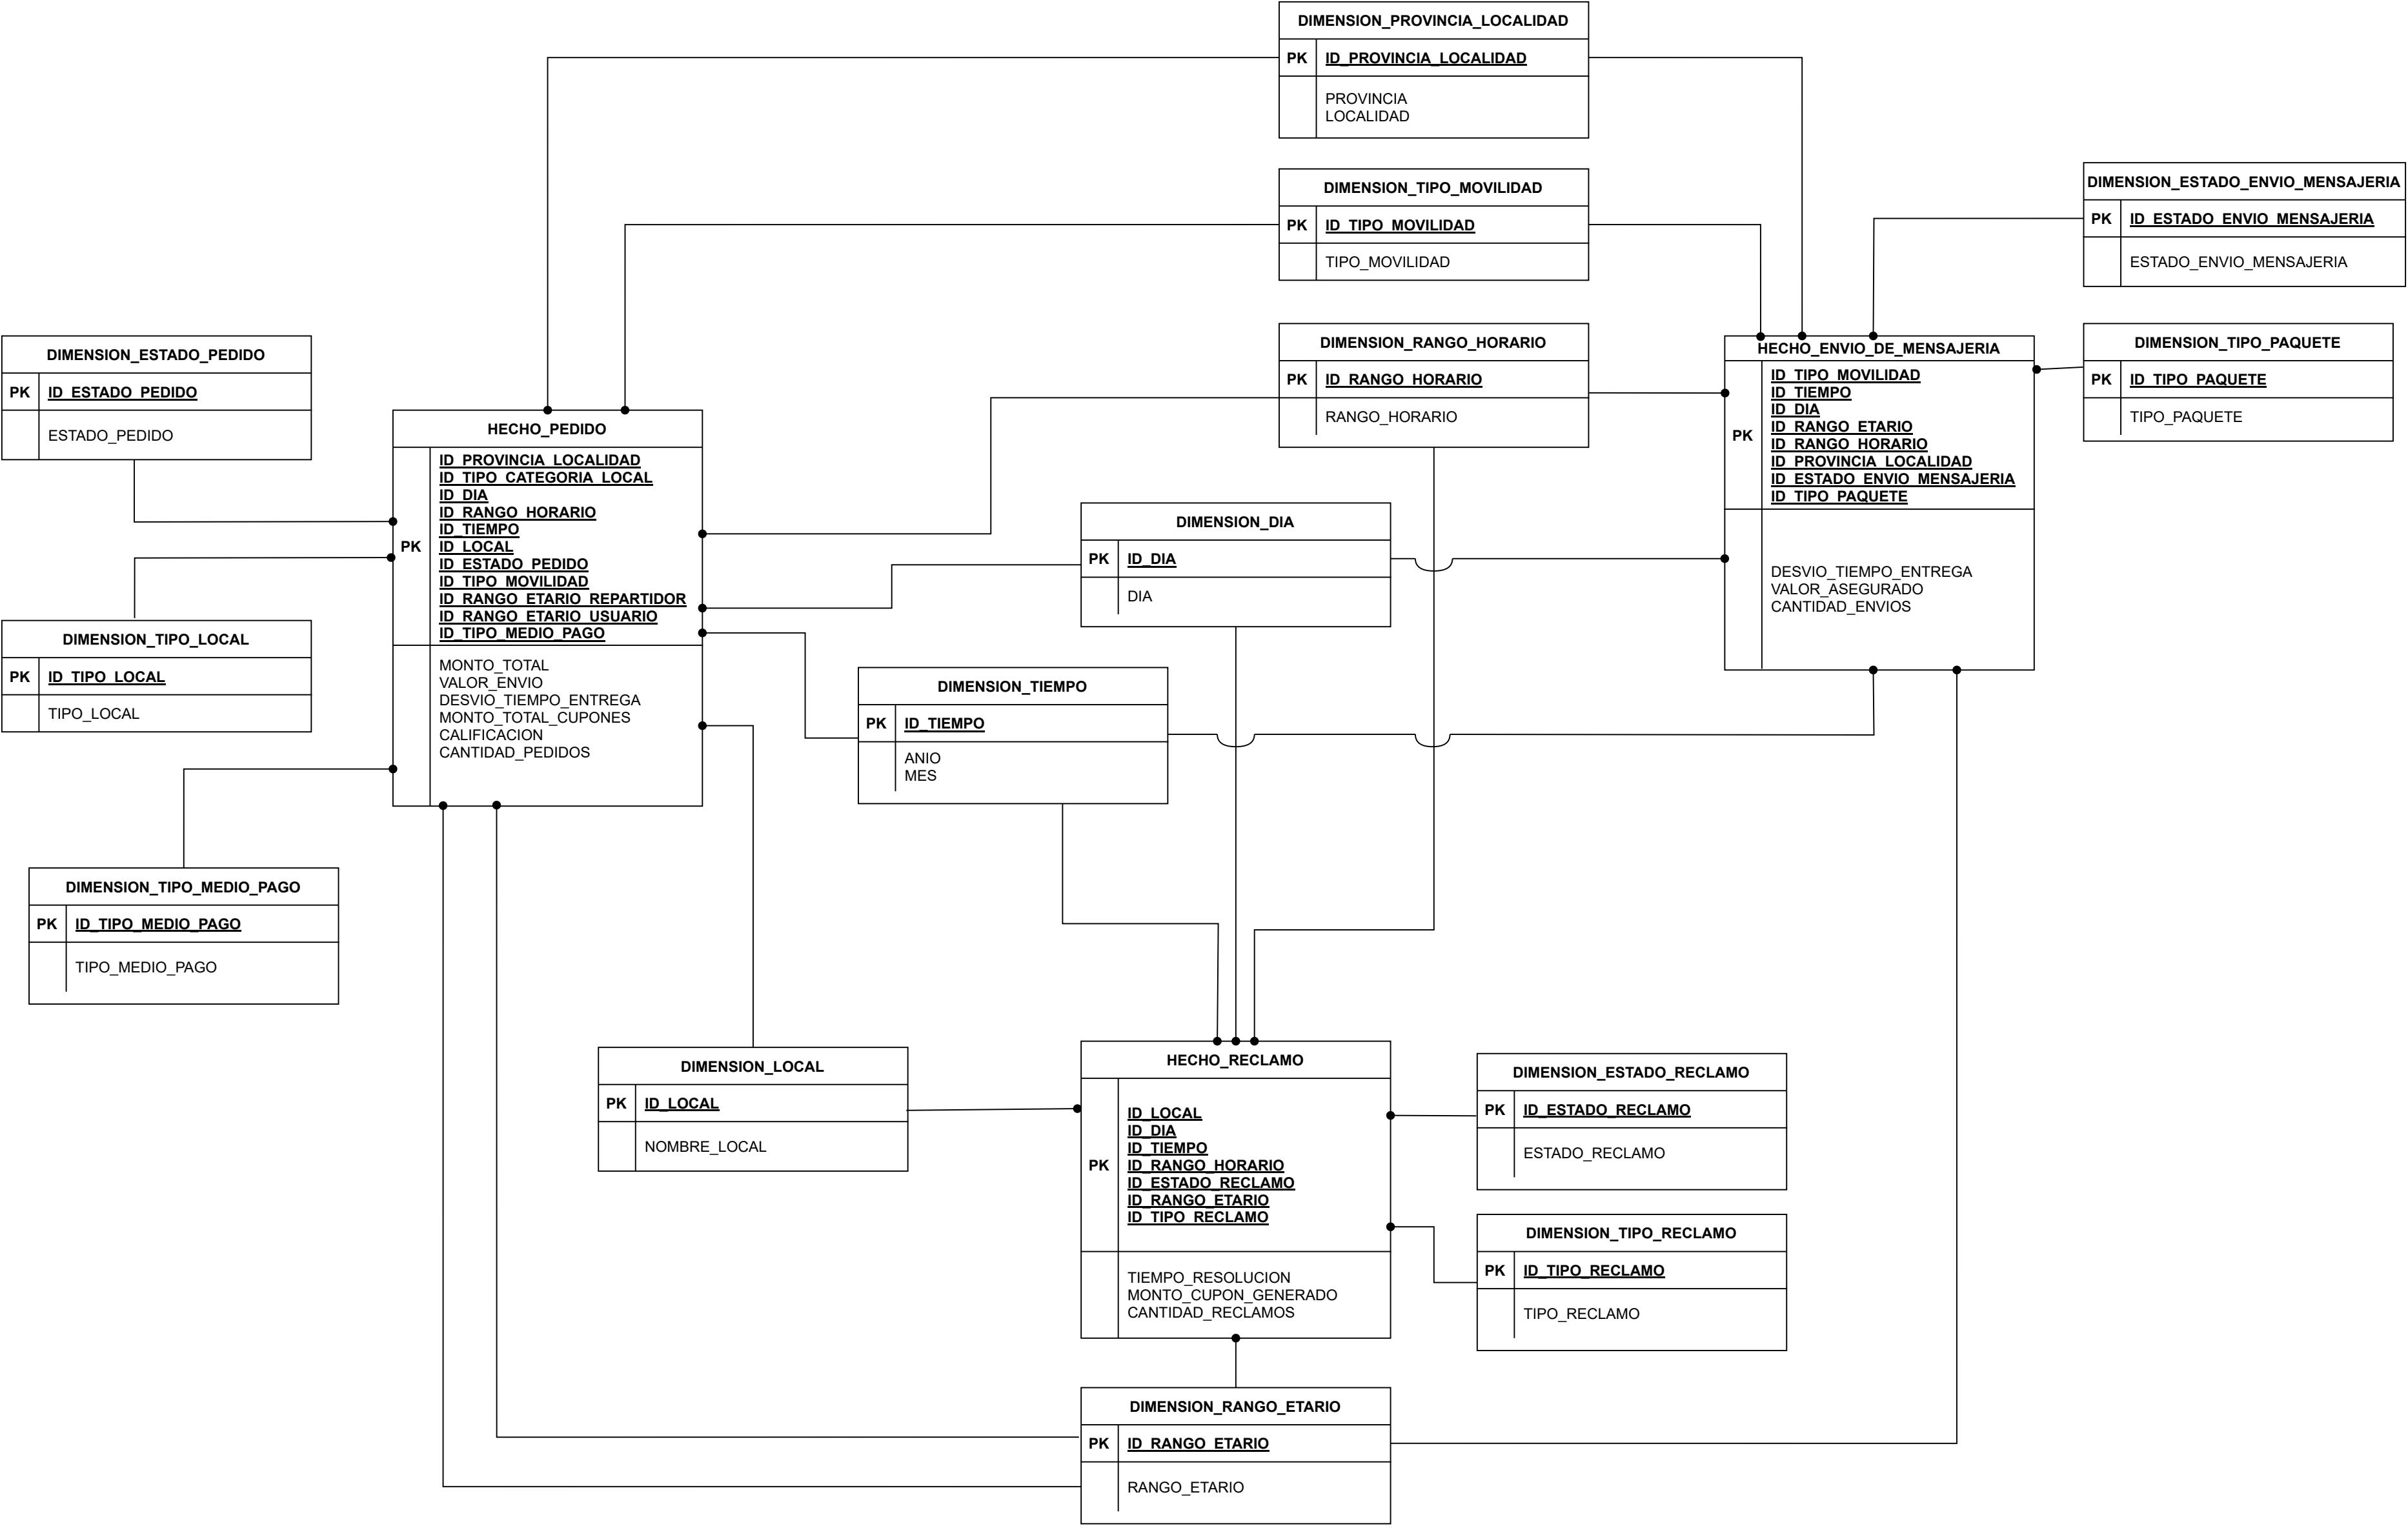 DIMENSION_PROVINCIA_LOCALIDAD
PK ID_PROVINCIA_LOCALIDAD
PROVINCIA
LOCALIDAD
DIMENSION_TIPO_MOVILIDAD
PK ID_TIPO_MOVILIDAD
TIPO_MOVILIDAD
DIMENSION_ESTADO_ENVIO_MENSAJERIA
PK ID_ESTADO_ENVIO_MENSAJERIA
ESTADO_ENVIO_MENSAJERIA
DIMENSION_RANGO_HORARIO
PK ID_RANGO_HORARIO
RANGO_HORARIO
DIMENSION_TIPO_PAQUETE
PK ID_TIPO_PAQUETE
TIPO_PAQUETE
HECHO_ENVIO_DE_MENSAJERIA
ID_TIPO_MOVILIDAD
ID_TIEMPO
ID_DIA
ID_RANGO_ETARIO
PK ID_RANGO_HORARIO
ID_PROVINCIA_LOCALIDAD
ID_ESTADO_ENVIO_MENSAJERIA
ID_TIPO_PAQUETE
DESVIO_TIEMPO_ENTREGA
VALOR_ASEGURADO
CANTIDAD_ENVIOS
DIMENSION_ESTADO_PEDIDO
PK ID_ESTADO_PEDIDO
ESTADO_PEDIDO
HECHO_PEDIDO
ID_PROVINCIA_LOCALIDAD
ID_TIPO_CATEGORIA_LOCAL
ID_DIA
ID_RANGO_HORARIO
ID_TIEMPO
PK ID_LOCAL
ID_ESTADO_PEDIDO
ID_TIPO_MOVILIDAD
ID_RANGO_ETARIO_REPARTIDOR
ID_RANGO_ETARIO_USUARIO
ID_TIPO_MEDIO_PAGO
MONTO_TOTAL
VALOR_ENVIO
DESVIO_TIEMPO_ENTREGA
MONTO_TOTAL_CUPONES
CALIFICACION
CANTIDAD_PEDIDOS
DIMENSION_DIA
PK ID_DIA
DIA
DIMENSION_TIPO_LOCAL
PK ID_TIPO_LOCAL
TIPO_LOCAL
DIMENSION_TIEMPO
PK ID_TIEMPO
ANIO
MES
DIMENSION_TIPO_MEDIO_PAGO
PK ID_TIPO_MEDIO_PAGO
TIPO_MEDIO_PAGO
DIMENSION_LOCAL
PK ID_LOCAL
NOMBRE_LOCAL
HECHO_RECLAMO
ID_LOCAL
ID_DIA
ID_TIEMPO
PK ID_RANGO_HORARIO
ID_ESTADO_RECLAMO
ID_RANGO_ETARIO
ID_TIPO_RECLAMO
TIEMPO_RESOLUCION
MONTO_CUPON_GENERADO
CANTIDAD_RECLAMOS
DIMENSION_ESTADO_RECLAMO
PK ID_ESTADO_RECLAMO
ESTADO_RECLAMO
DIMENSION_TIPO_RECLAMO
PK ID_TIPO_RECLAMO
TIPO_RECLAMO
DIMENSION_RANGO_ETARIO
PK ID_RANGO_ETARIO
RANGO_ETARIO